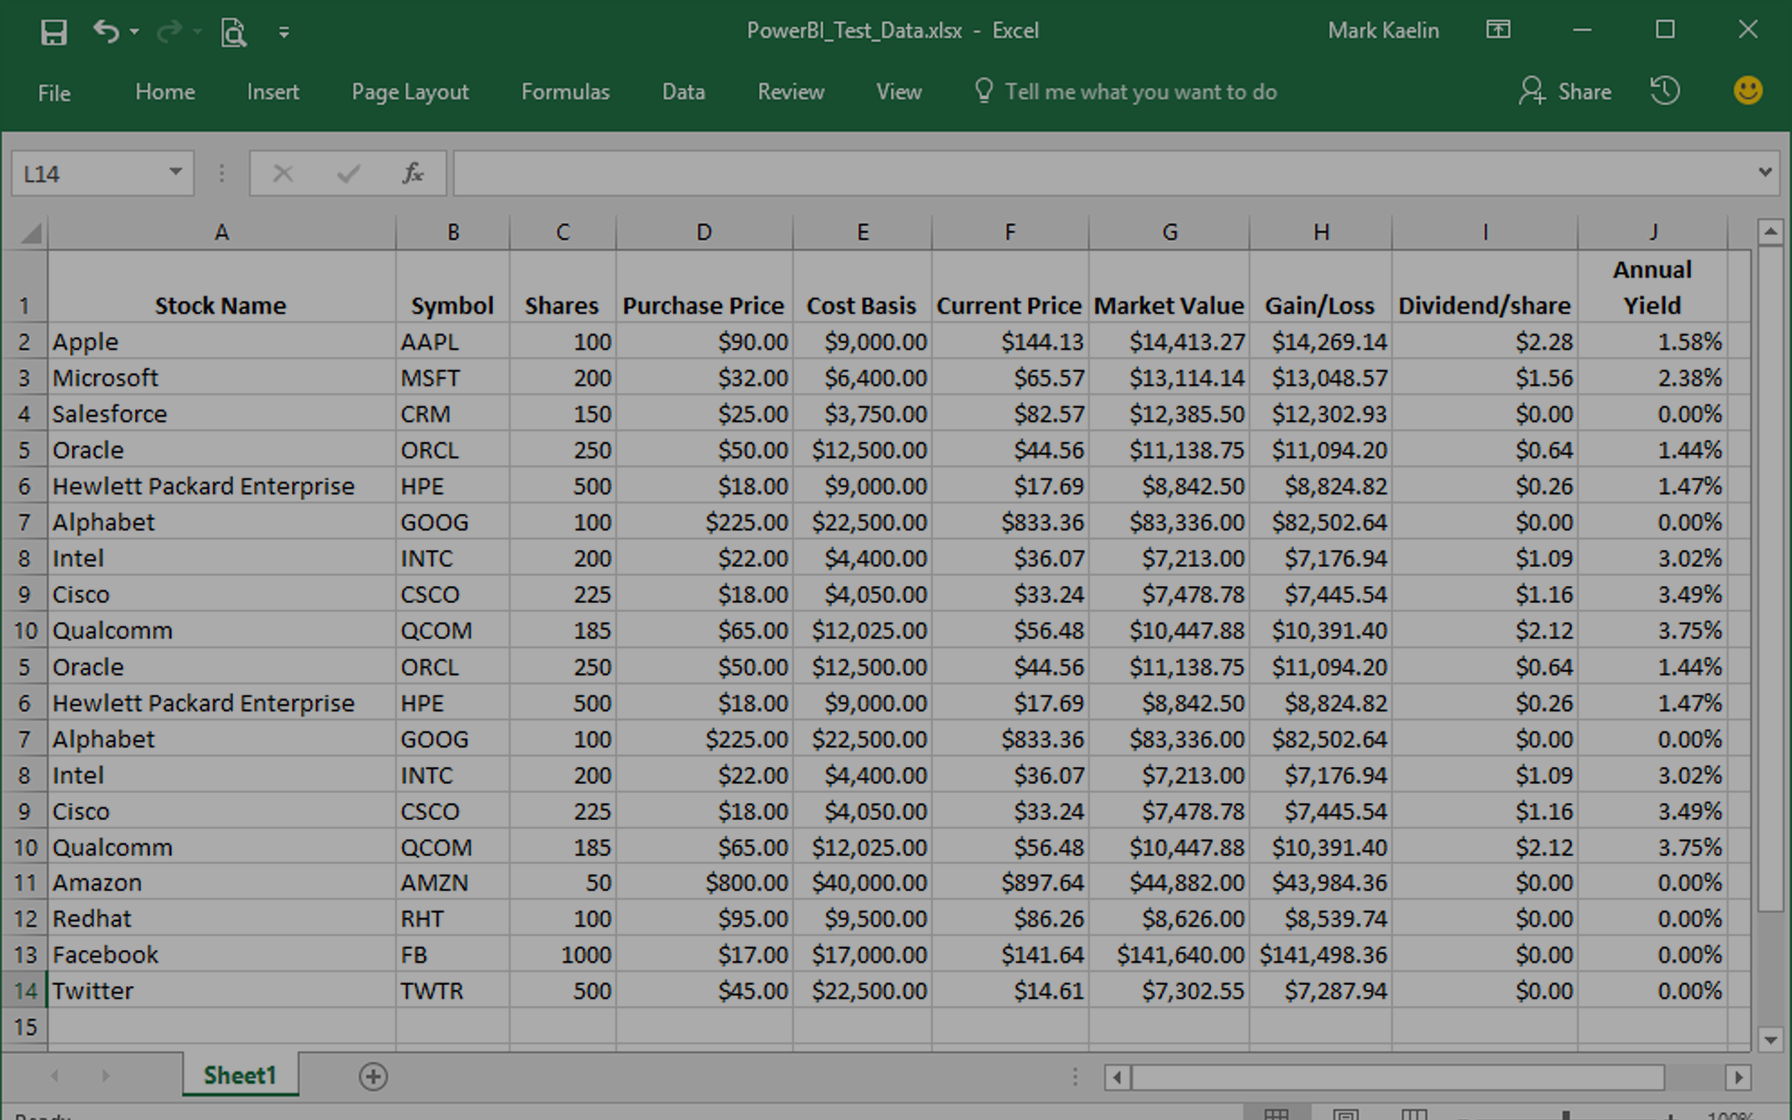 PowerBI_Test_Data.xlsx - Excel Mark Kaelin
File Home Insert Page Layout Formulas Data Review View Tell me what you want to do Share
L14 fx
A B C D E F G H I J
1 Stock Name Symbol Shares Purchase Price Cost Basis Current Price Market Value Gain/Loss Dividend/share Annual Yield
2 Apple AAPL 100 $90.00 $9,000.00 $144.13 $14,413.27 $14,269.14 $2.28 1.58%
3 Microsoft MSFT 200 $32.00 $6,400.00 $65.57 $13,114.14 $13,048.57 $1.56 2.38%
4 Salesforce CRM 150 $25.00 $3,750.00 $82.57 $12,385.50 $12,302.93 $0.00 0.00%
5 Oracle ORCL 250 $50.00 $12,500.00 $44.56 $11,138.75 $11,094.20 $0.64 1.44%
6 Hewlett Packard Enterprise HPE 500 $18.00 $9,000.00 $17.69 $8,842.50 $8,824.82 $0.26 1.47%
7 Alphabet GOOG 100 $225.00 $22,500.00 $833.36 $83,336.00 $82,502.64 $0.00 0.00%
8 Intel INTC 200 $22.00 $4,400.00 $36.07 $7,213.00 $7,176.94 $1.09 3.02%
9 Cisco CSCO 225 $18.00 $4,050.00 $33.24 $7,478.78 $7,445.54 $1.16 3.49%
10 Qualcomm QCOM 185 $65.00 $12,025.00 $56.48 $10,447.88 $10,391.40 $2.12 3.75%
5 Oracle ORCL 250 $50.00 $12,500.00 $44.56 $11,138.75 $11,094.20 $0.64 1.44%
6 Hewlett Packard Enterprise HPE 500 $18.00 $9,000.00 $17.69 $8,842.50 $8,824.82 $0.26 1.47%
7 Alphabet GOOG 100 $225.00 $22,500.00 $833.36 $83,336.00 $82,502.64 $0.00 0.00%
8 Intel INTC 200 $22.00 $4,400.00 $36.07 $7,213.00 $7,176.94 $1.09 3.02%
9 Cisco CSCO 225 $18.00 $4,050.00 $33.24 $7,478.78 $7,445.54 $1.16 3.49%
10 Qualcomm QCOM 185 $65.00 $12,025.00 $56.48 $10,447.88 $10,391.40 $2.12 3.75%
11 Amazon AMZN 50 $800.00 $40,000.00 $897.64 $44,882.00 $43,984.36 $0.00 0.00%
12 Redhat RHT 100 $95.00 $9,500.00 $86.26 $8,626.00 $8,539.74 $0.00 0.00%
13 Facebook FB 1000 $17.00 $17,000.00 $141.64 $141,640.00 $141,498.36 $0.00 0.00%
14 Twitter TWTR 500 $45.00 $22,500.00 $14.61 $7,302.55 $7,287.94 $0.00 0.00%
15
Sheet1